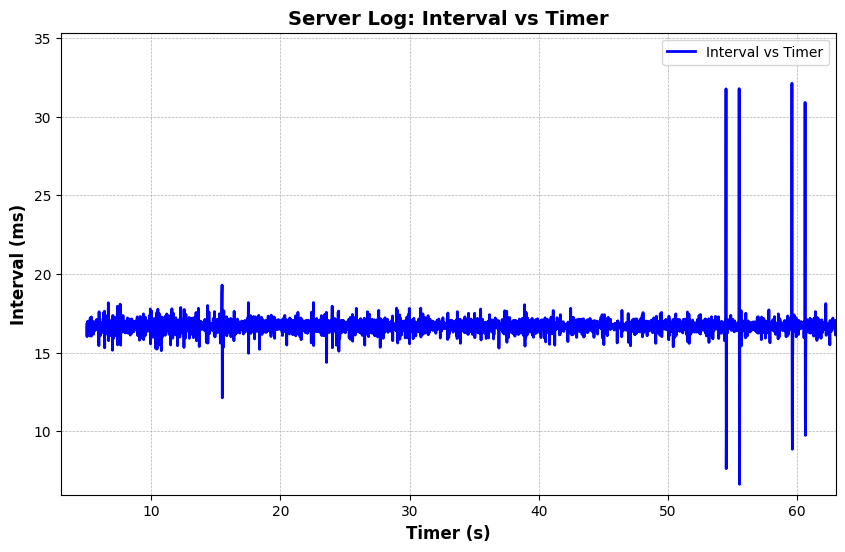 Server Log: Interval vs Timer
Interval vs Timer
Interval (ms)
35
30
25
20
15
10
10 20 30 40 50 60
Timer (s)